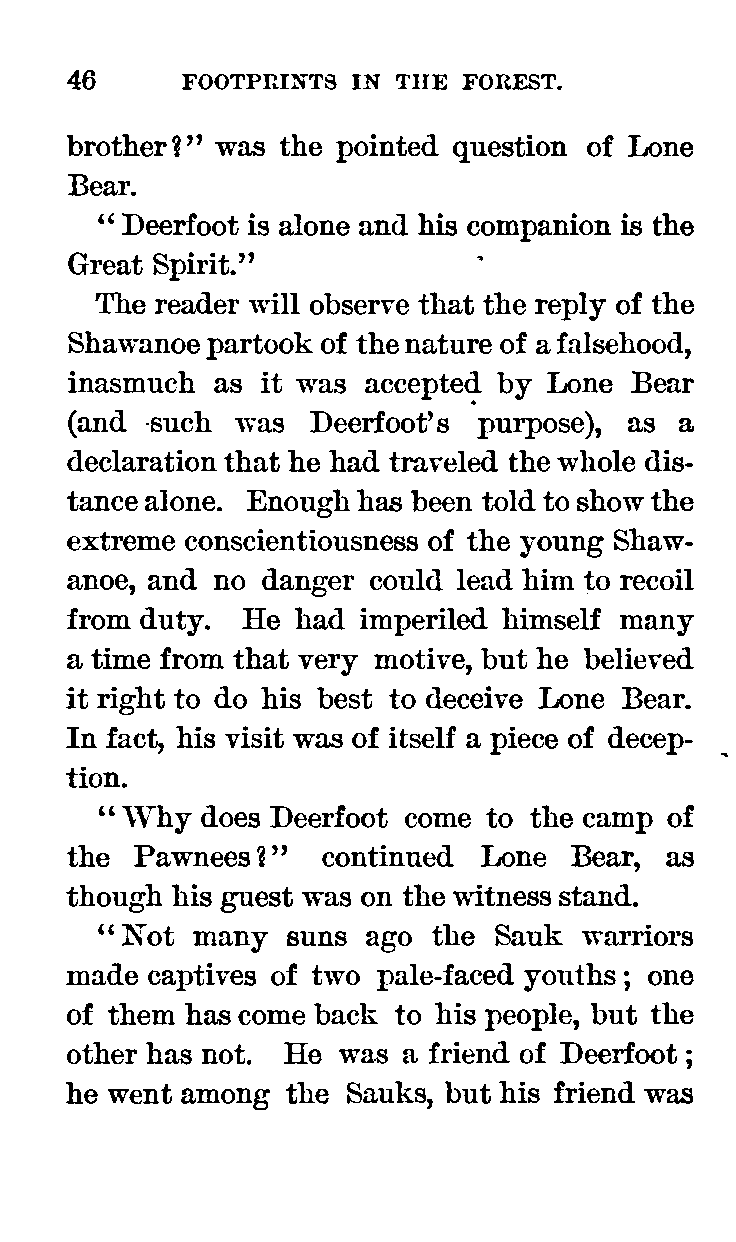 46 FOOTPRINTS IN THE FOREST.
brother?” was the pointed question of Lone
Bear.
“Deerfoot is alone and his companion is the
Great Spirit.”
The reader will observe that the reply of the
Shawanoe partook of the nature of a falsehood,
inasmuch as it was accepted by Lone Bear
(and such was Deerfoot’s purpose), as a
declaration that he had traveled the whole dis-
tance alone. Enough has been told to show the
extreme conscientiousness of the young Shaw-
anoe, and no danger could lead him to recoil
from duty. He had imperiled himself many
a time from that very motive, but he believed
it right to do his best to deceive Lone Bear.
In fact, his visit was of itself a piece of decep-
tion.
“Why does Deerfoot come to the camp of
the Pawnees?” continued Lone Bear, as
though his guest was on the witness stand.
“Not many suns ago the Sauk warriors
made captives of two pale-faced youths; one
of them has come back to his people, but the
other has not. He was a friend of Deerfoot;
he went among the Sauks, but his friend was